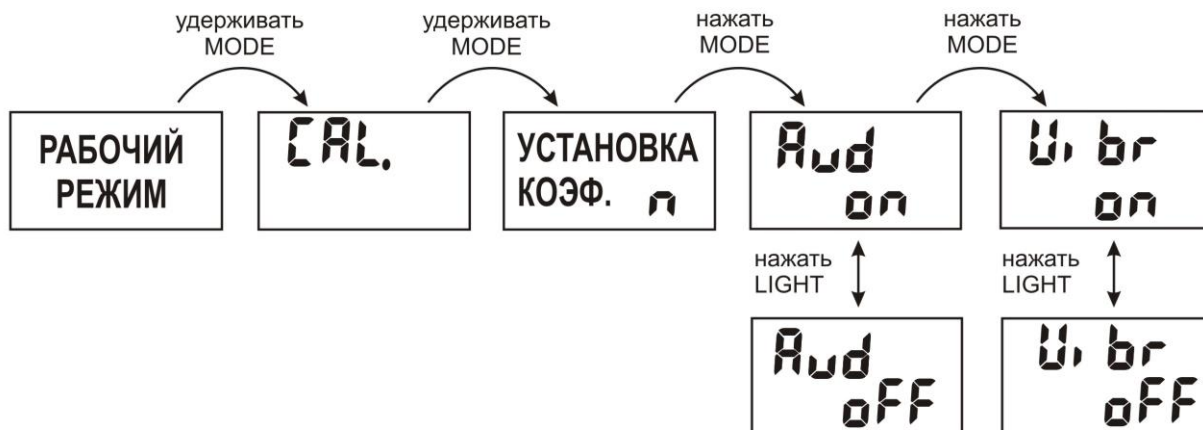 удерживать
MODE
удерживать
MODE
нажать
MODE
нажать
MODE
РАБОЧИЙ
РЕЖИМ
CAL.
УСТАНОВКА
КОЭФ. n
Aud
on
Vibr
on
нажать
LIGHT
нажать
LIGHT
Aud
oFF
Vibr
oFF